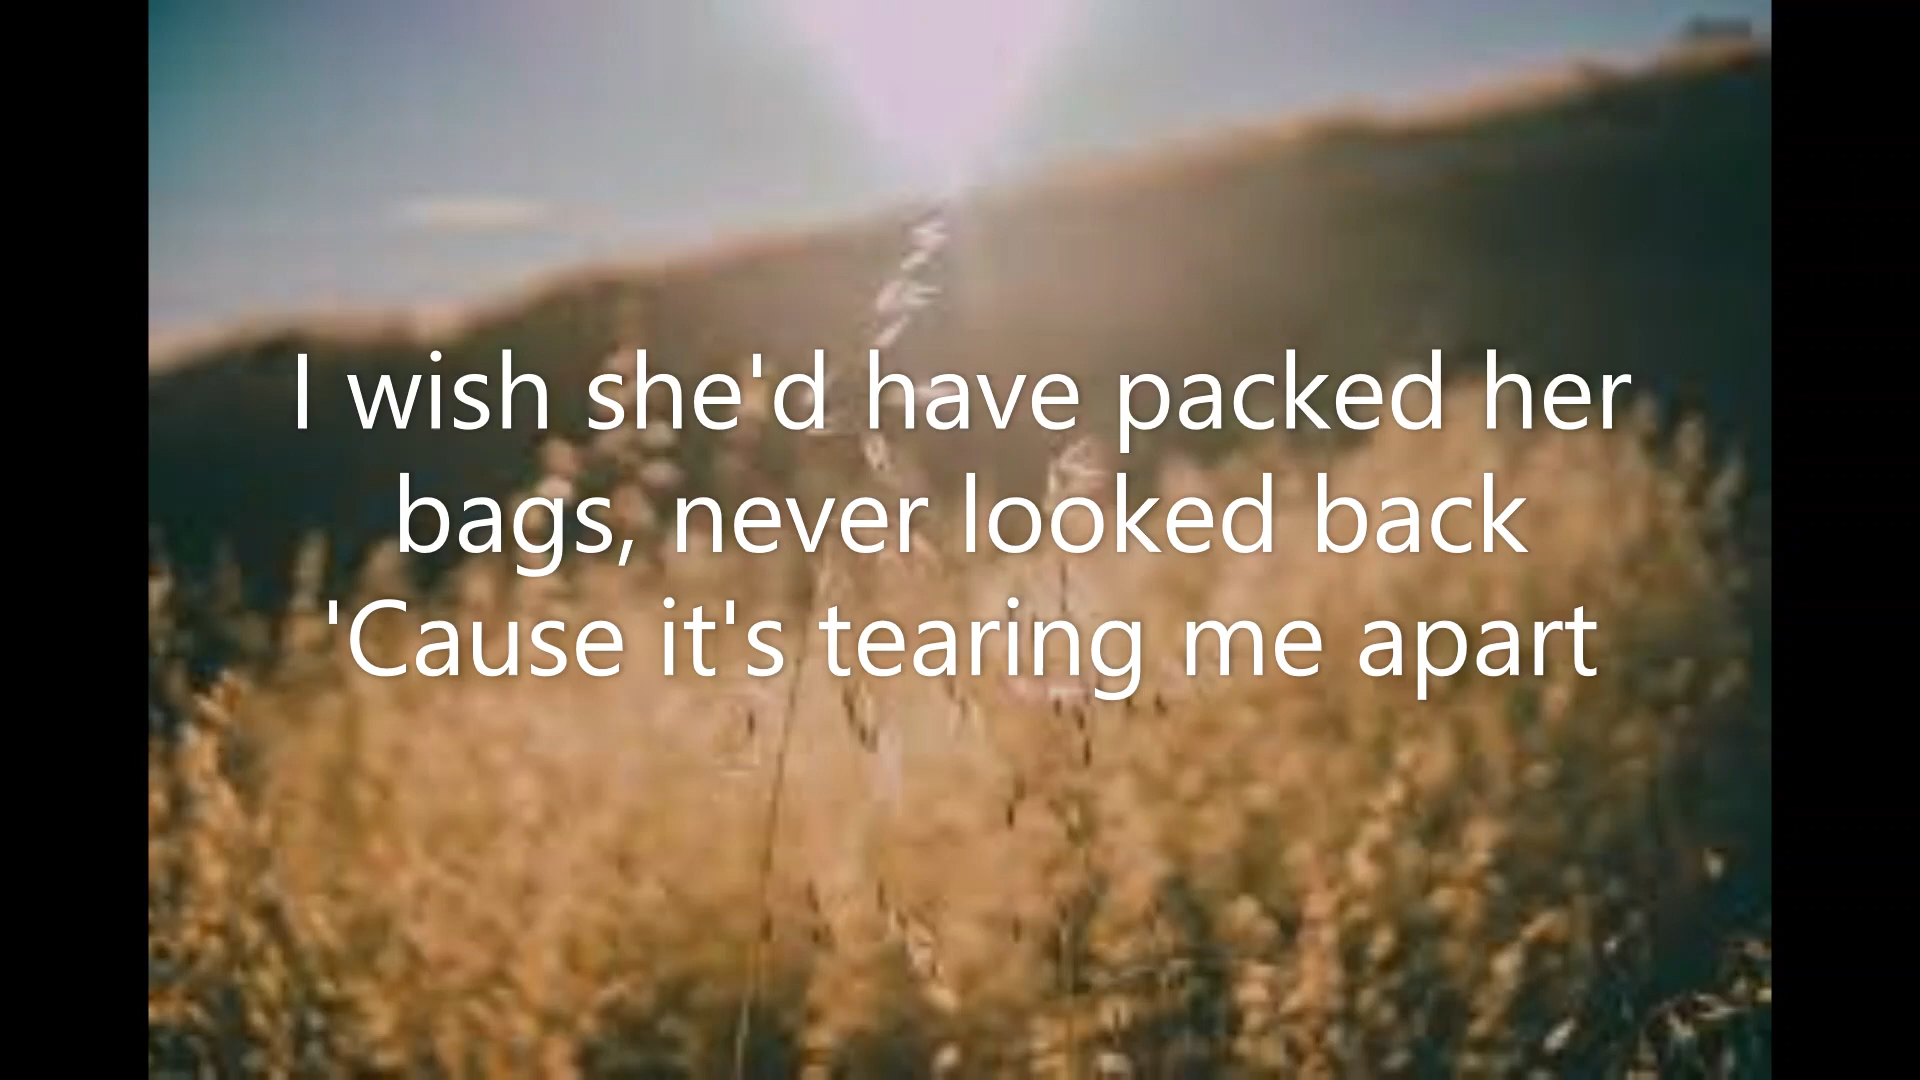 I wish she'd have packed her
bags, never looked back
'Cause it's tearing me apart